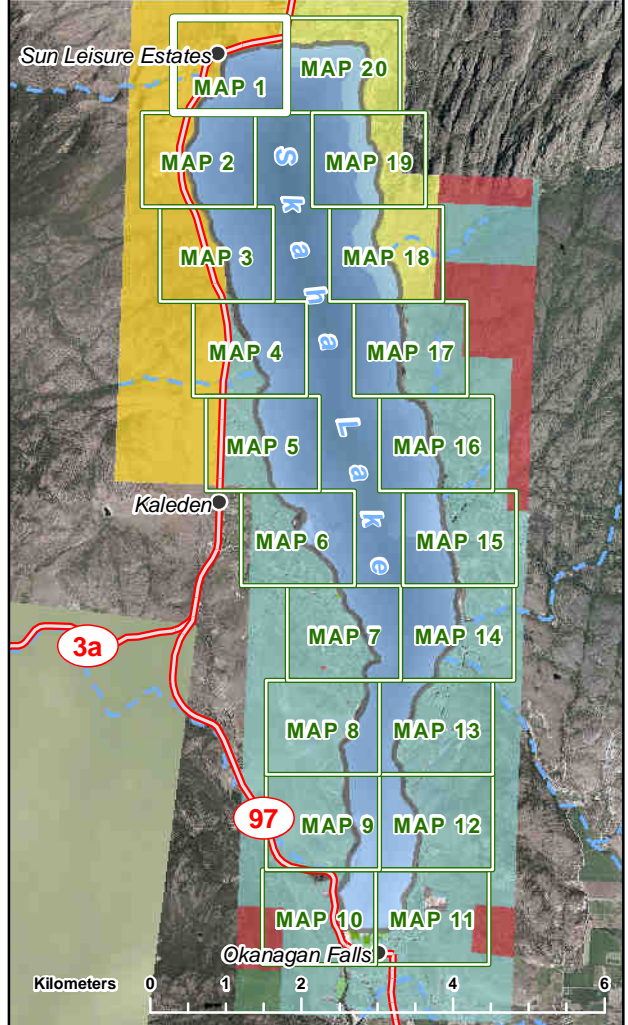 Sun Leisure Estates
MAP 1
MAP 20
MAP 2
MAP 19
MAP 3
MAP 18
MAP 4
MAP 17
MAP 5
MAP 16
Skaha Lake
Kaleden
MAP 6
MAP 15
MAP 7
MAP 14
3a
MAP 8
MAP 13
97
MAP 9
MAP 12
MAP 10
MAP 11
Okanagan Falls
Kilometers
0 1 2 4 6